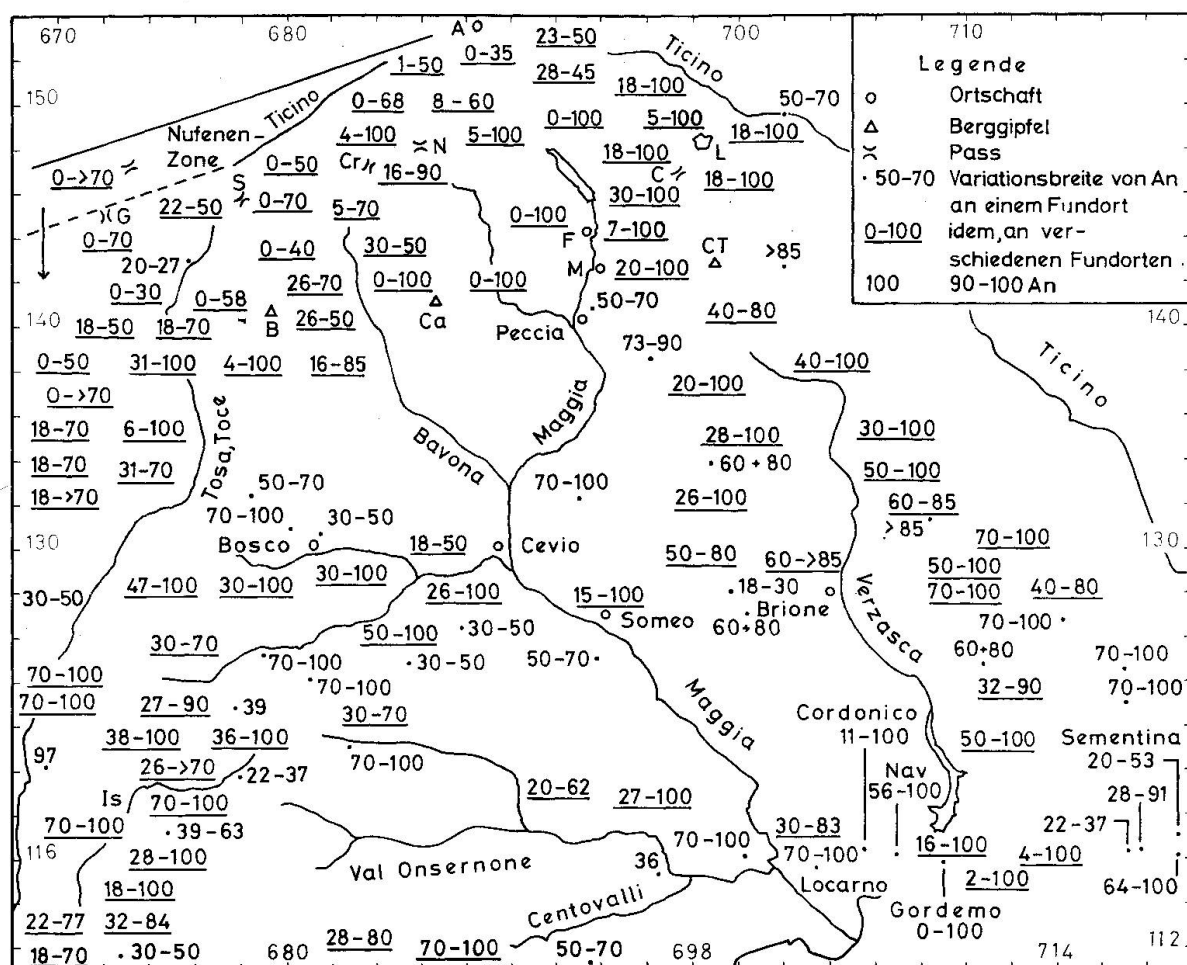 670 680 700 710
A
23-50
Ticino
0-35
1-50
28-45
18-100
150
Ticino
0-68 8-60
50-70
0-100 5-100
Nufenen-
Zone
4-100 N 5-100
18-100
L
0->70
S
0-50
Cr
16-90
18-100
C
18-100
G
22-50
0-70
5-70
30-100
0-70
0-40
30-50
0-100
F
7-100
CT
>85
20-27
26-70
0-100
0-100
M
20-100
0-30
0-58
B
26-50
Ca
50-70
140
18-50 18-70
Peccia
40-80
140
0-50 31-100 4-100 16-85
73-90
40-100
Ticino
0->70
20-100
18-70 6-100
Tosa, Toce
Bavona
Maggia
28-100
30-100
18-70 31-70
60+80
50-100
18->70
50-70
70-100
26-100
60-85
70-100
30-50
>85
Bosco
18-50
Cevio
50-80
60->85
70-100
130
130
47-100 30-100 30-100
50-100
30-50
26-100
15-100
18-30
Brione
Verzasca
70-100
40-80
Someo
60+80
70-100
30-70
50-100
30-50
60+80
70-100
30-50
50-70
70-100
70-100
70-100
70-100
32-90
70-100
27-90
39
30-70
Maggia
Cordonico
11-100
38-100 36-100
50-100
Sementina
20-53
97
26->70
22-37
70-100
Nav
56-100
28-91
Is
70-100
20-62
27-100
22-37
70-100
39-63
30-83
116
28-100
Val Onsernone
70-100
70-100
16-100
4-100
36
Locarno
2-100
64-100
18-100
Centovalli
Gordemo
0-100
22-77 32-84
18-70
30-50
680
28-80
70-100
50-70
698
714
112
Legende
Ortschaft
Berggipfel
Pass
50-70 Variationsbreite von An
an einem Fundort
0-100 idem, an ver-
schiedenen Fundorten
100 90-100 An